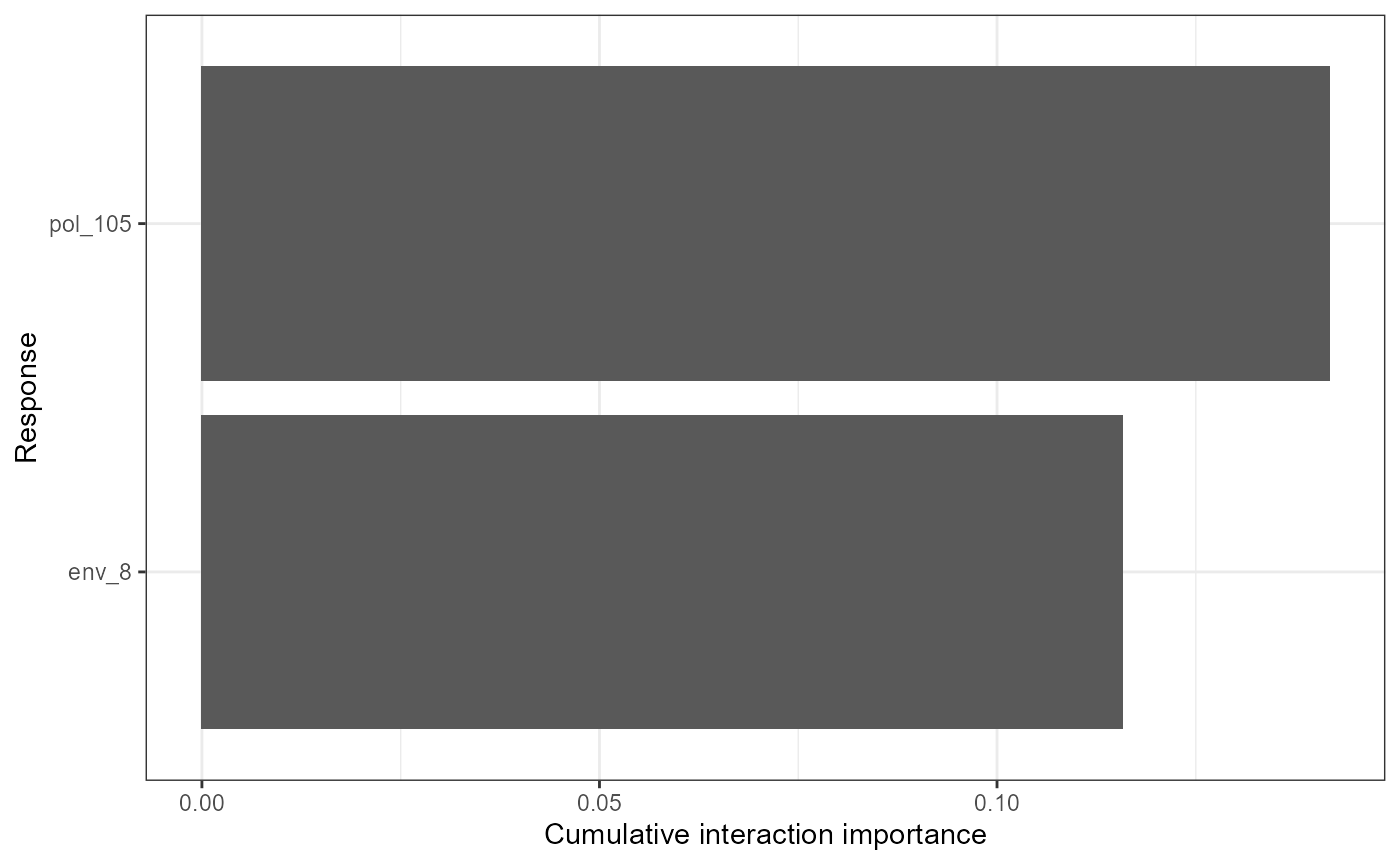 pol_105
env_8
Response
0.00
0.05
0.10
Cumulative interaction importance